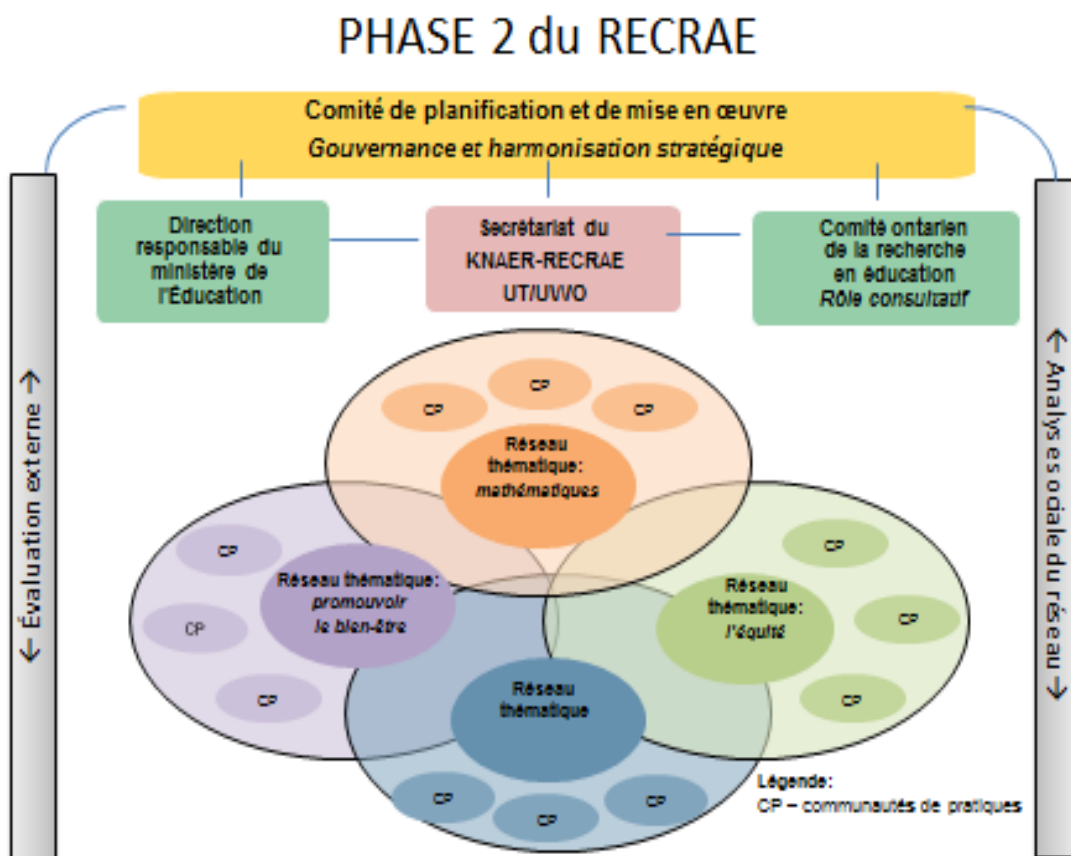 PHASE 2 du RECRAE
Comité de planification et de mise en œuvre
Gouvernance et harmonisation stratégique
Direction
responsable du
ministère de
l'Éducation
Secrétariat du
KNAER-RECRAE
UT/UWO
Comité ontarien
de la recherche
en éducation
Rôle consultatif
← Évaluation externe →
← Analyse sociale du réseau →
CP
CP
CP
Réseau
thématique:
mathématiques
CP
CP
CP
Réseau thématique:
promouvoir
le bien-être
CP
CP
CP
Réseau
thématique:
l'équité
Réseau
thématique
CP
CP
CP
Légende:
CP – communautés de pratiques